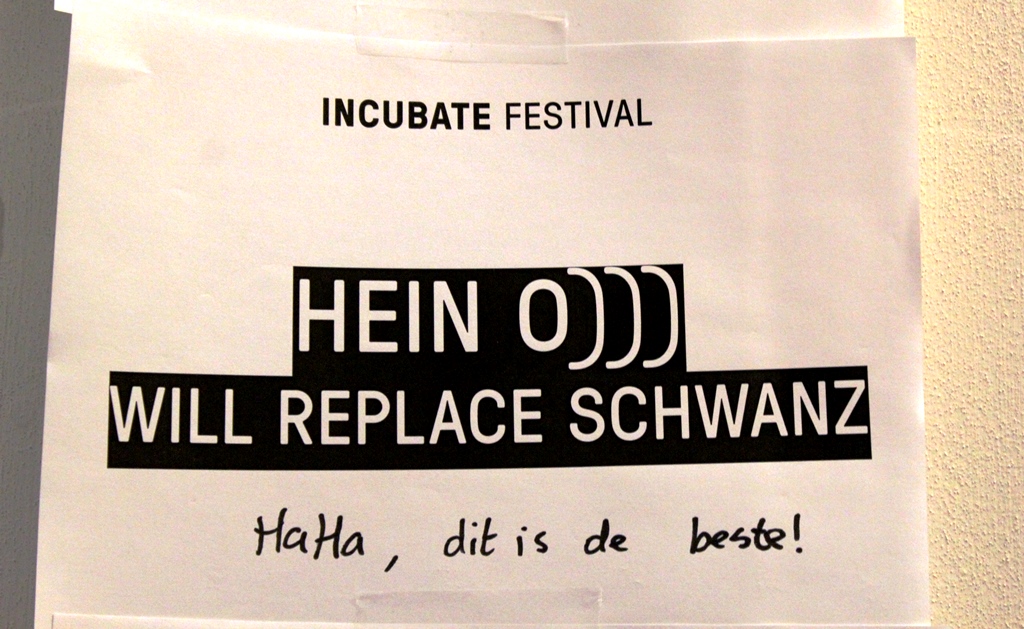 INCUBATE FESTIVAL
HEIN O)))
WILL REPLACE SCHWANZ
HaHa, dit is de beste!